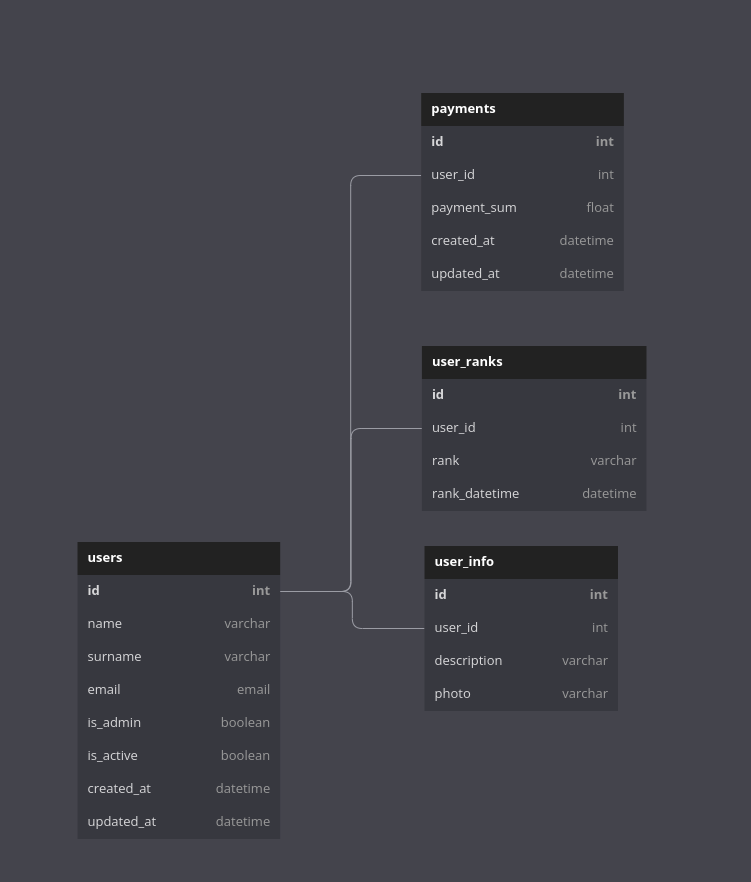 payments
id int
user_id int
payment_sum float
created_at datetime
updated_at datetime
user_ranks
id int
user_id int
rank varchar
rank_datetime datetime
users
id int
name varchar
surname varchar
email email
is_admin boolean
is_active boolean
created_at datetime
updated_at datetime
user_info
id int
user_id int
description varchar
photo varchar